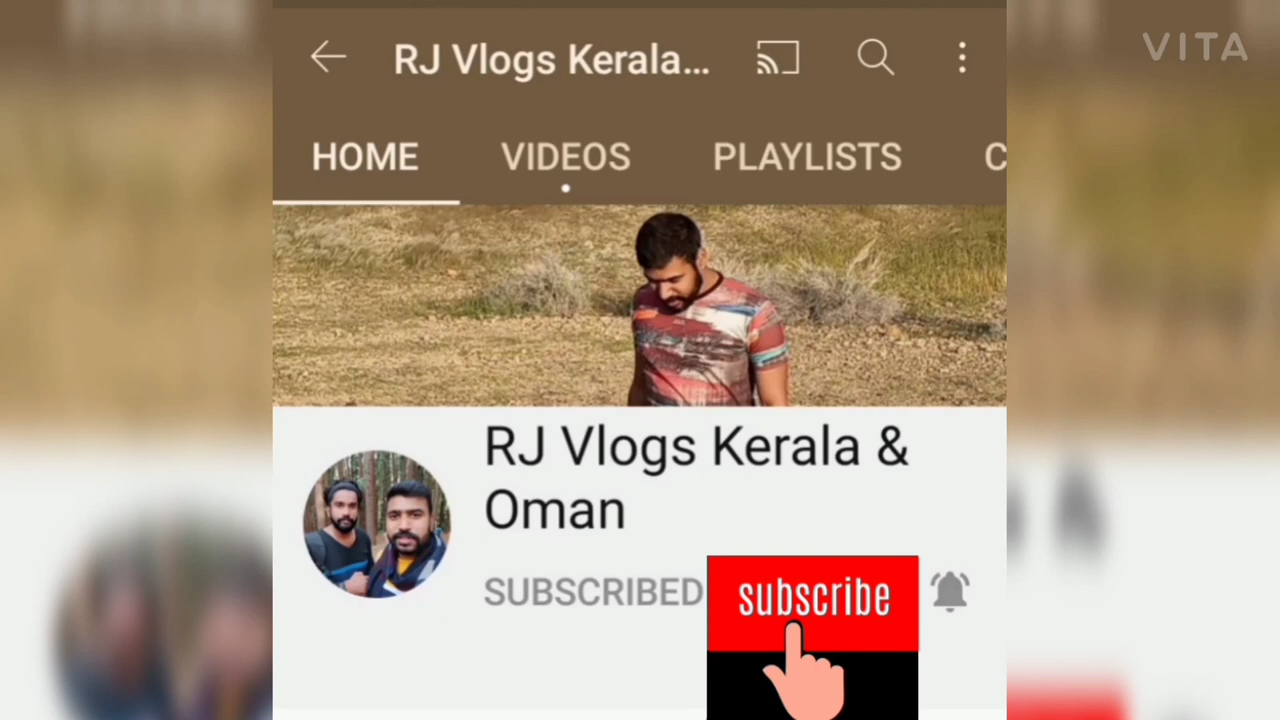 RJ Vlogs Kerala...
VITA
HOME VIDEOS PLAYLISTS C
RJ Vlogs Kerala &
Oman
SUBSCRIBED
subscribe